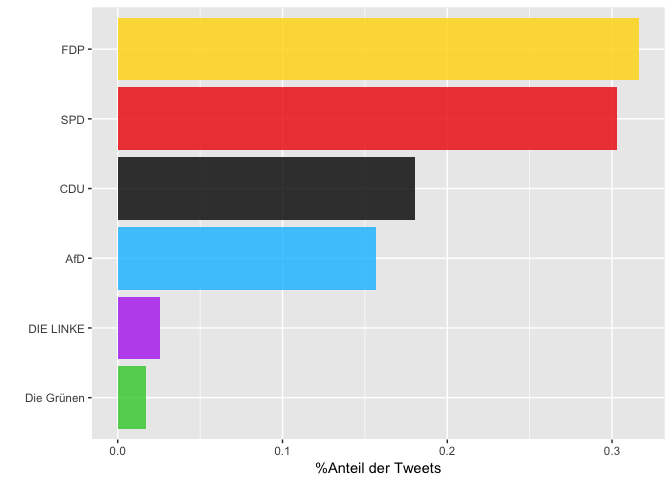 FDP
SPD
CDU
AfD
DIE LINKE
Die Grünen
0.0 0.1 0.2 0.3
%Anteil der Tweets